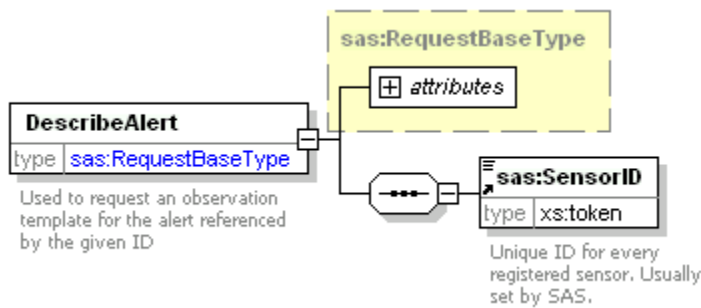 sas:RequestBaseType
attributes
DescribeAlert
type sas:RequestBaseType
Used to request an observation
template for the alert referenced
by the given ID
sas:SensorID
type xs:token
Unique ID for every
registered sensor. Usually
set by SAS.